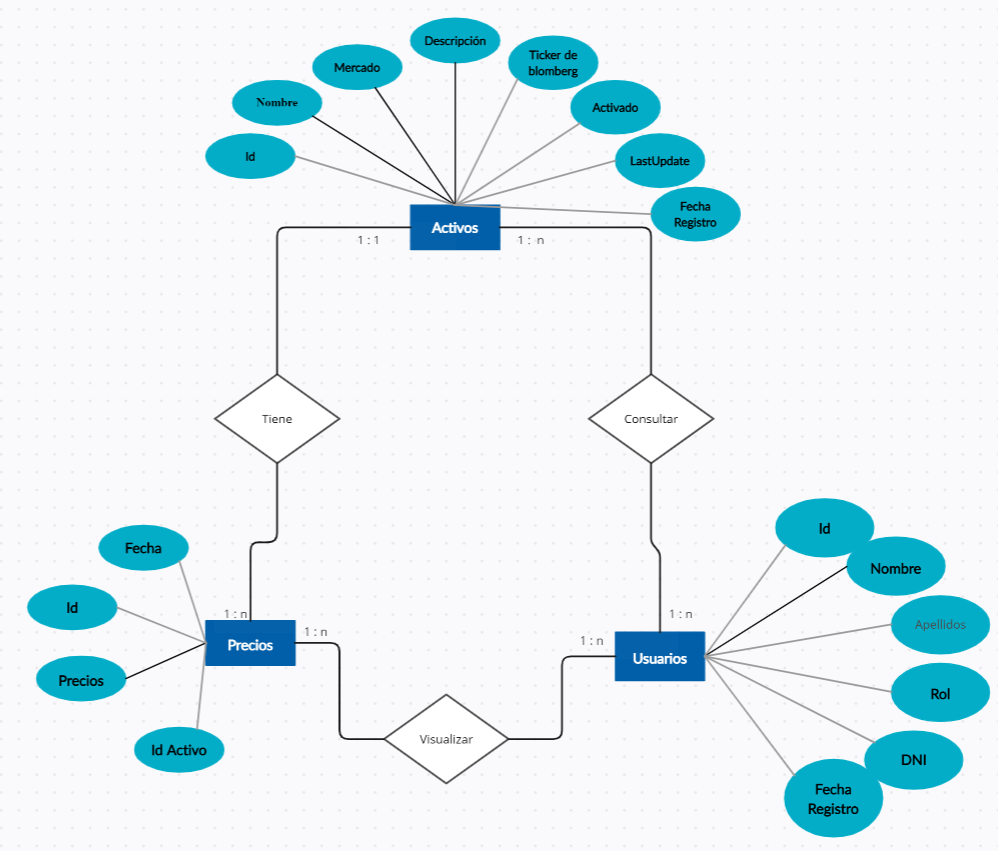 Descripción
Ticker de
blomberg
Mercado
Nombre
Activado
Id
LastUpdate
Fecha
Registro
Activos
1 : 1
1 : n
Tiene
Consultar
Fecha
Id
Precios
Id Activo
1 : n
Precios
1 : n
Visualizar
1 : n
1 : n
Usuarios
Id
Nombre
Apellidos
Rol
DNI
Fecha
Registro